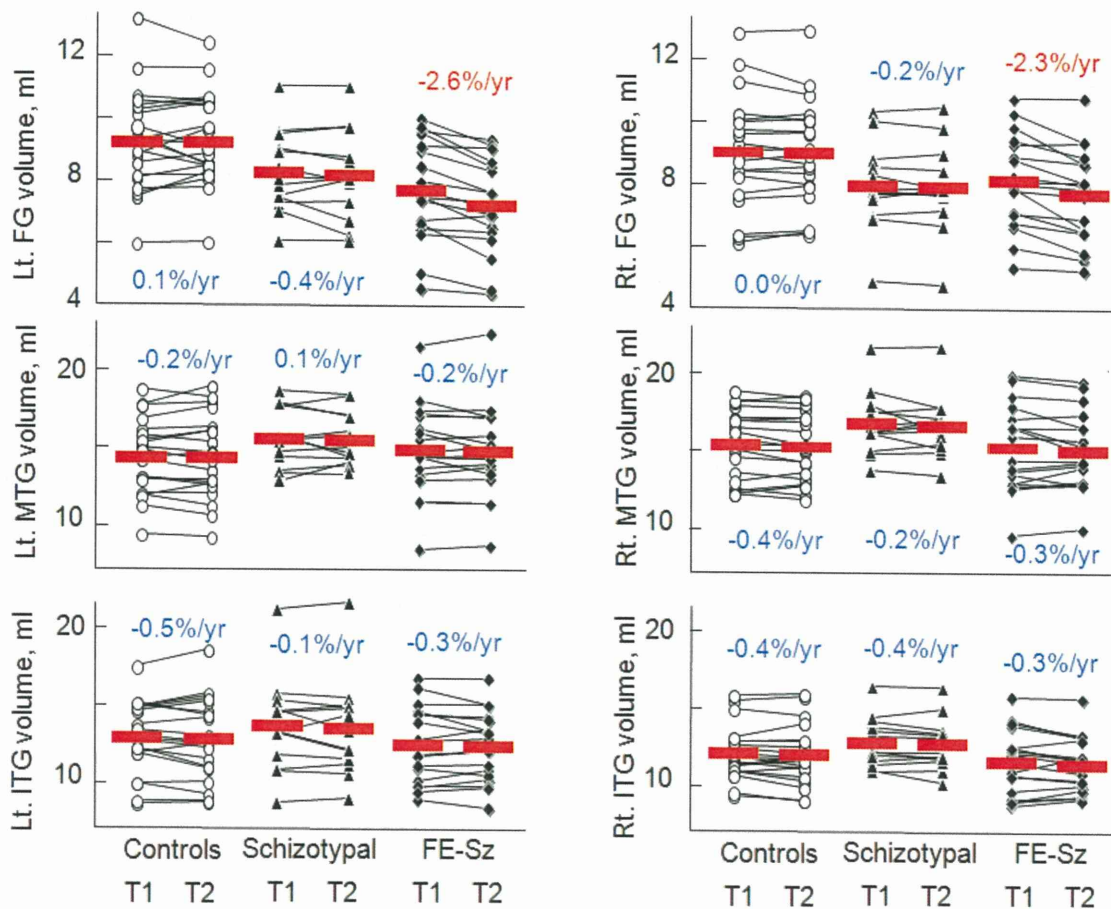 Lt. FG volume, ml
12
8
4
-2.6%/yr
0.1%/yr
-0.4%/yr
Rt. FG volume, ml
12
8
4
-0.2%/yr
-2.3%/yr
0.0%/yr
Lt. MTG volume, ml
20
10
-0.2%/yr
0.1%/yr
-0.2%/yr
Rt. MTG volume, ml
20
10
-0.4%/yr
-0.2%/yr
-0.3%/yr
Lt. ITG volume, ml
20
10
-0.5%/yr
-0.1%/yr
-0.3%/yr
Rt. ITG volume, ml
20
10
-0.4%/yr
-0.4%/yr
-0.3%/yr
Controls Schizotypal FE-Sz
T1 T2 T1 T2 T1 T2
Controls Schizotypal FE-Sz
T1 T2 T1 T2 T1 T2